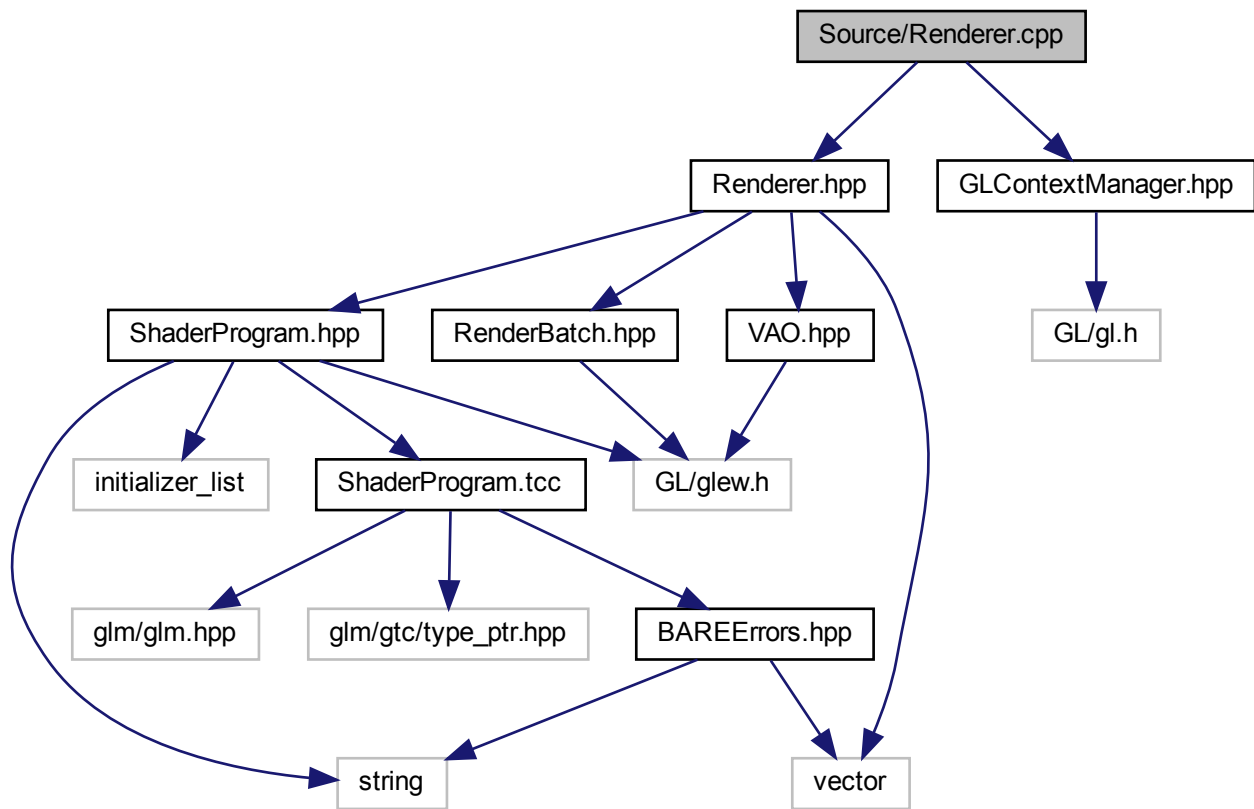 Source/Renderer.cpp
Renderer.hpp
GLContextManager.hpp
ShaderProgram.hpp
RenderBatch.hpp
VAO.hpp
GL/gl.h
initializer_list
ShaderProgram.tcc
GL/glew.h
glm/glm.hpp
glm/gtc/type_ptr.hpp
BAREErrors.hpp
string
vector